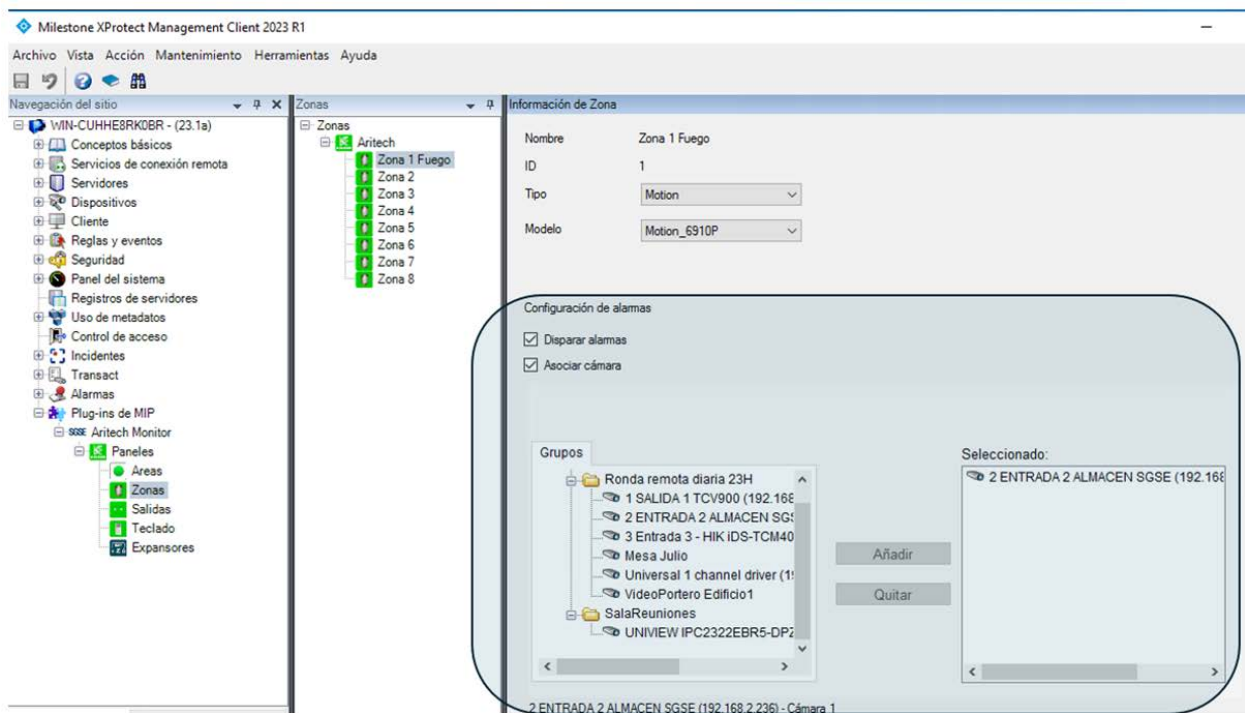 Milestone XProtect Management Client 2023 R1
Archivo Vista Acción Mantenimiento Herramientas Ayuda
Navegación del sitio
WIN-CUHHE8RK0BR - (23.1a)
Conceptos básicos
Servicios de conexión remota
Servidores
Dispositivos
Cliente
Reglas y eventos
Seguridad
Panel del sistema
Registros de servidores
Uso de metadatos
Control de acceso
Incidentes
Transact
Alarmas
Plug-ins de MIP
SGSE Aritech Monitor
Paneles
Areas
Zonas
Salidas
Teclado
Expansores
Zonas
Zonas
Aritech
Zona 1 Fuego
Zona 2
Zona 3
Zona 4
Zona 5
Zona 6
Zona 7
Zona 8
Información de Zona
Nombre Zona 1 Fuego
ID 1
Tipo Motion
Modelo Motion_6910P
Configuración de alarmas
Disparar alarmas
Asociar cámara
Grupos
Ronda remota diaria 23H
1 SALIDA 1 TCV900 (192.168
2 ENTRADA 2 ALMACEN SGS
3 Entrada 3 - HIK iDS-TCM40
Mesa Julio
Universal 1 channel driver (19
VideoPortero Edificio1
SalaReuniones
UNIVIEW IPC2322EBR5-DPZ
Añadir
Quitar
Seleccionado:
2 ENTRADA 2 ALMACEN SGSE (192.168
2 ENTRADA 2 ALMACEN SGSE (192.168.2.236) - Cámara 1